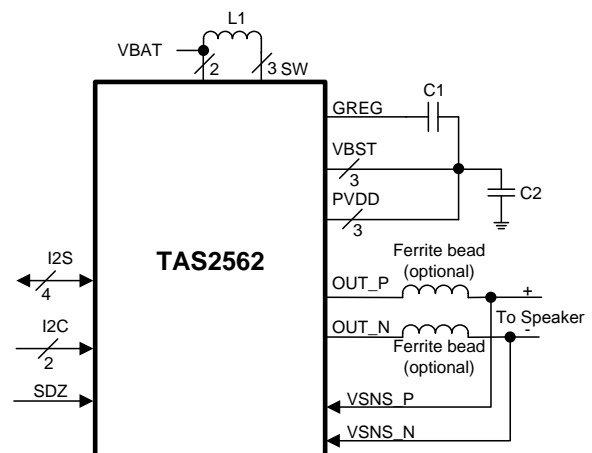 L1
VBAT
2
3
SW
GREG
C1
VBST
3
PVDD
3
C2
TAS2562
Ferrite bead
(optional)
I2S
4
OUT_P
+
To Speaker
OUT_N
-
Ferrite bead
(optional)
I2C
2
SDZ
VSNS_P
VSNS_N